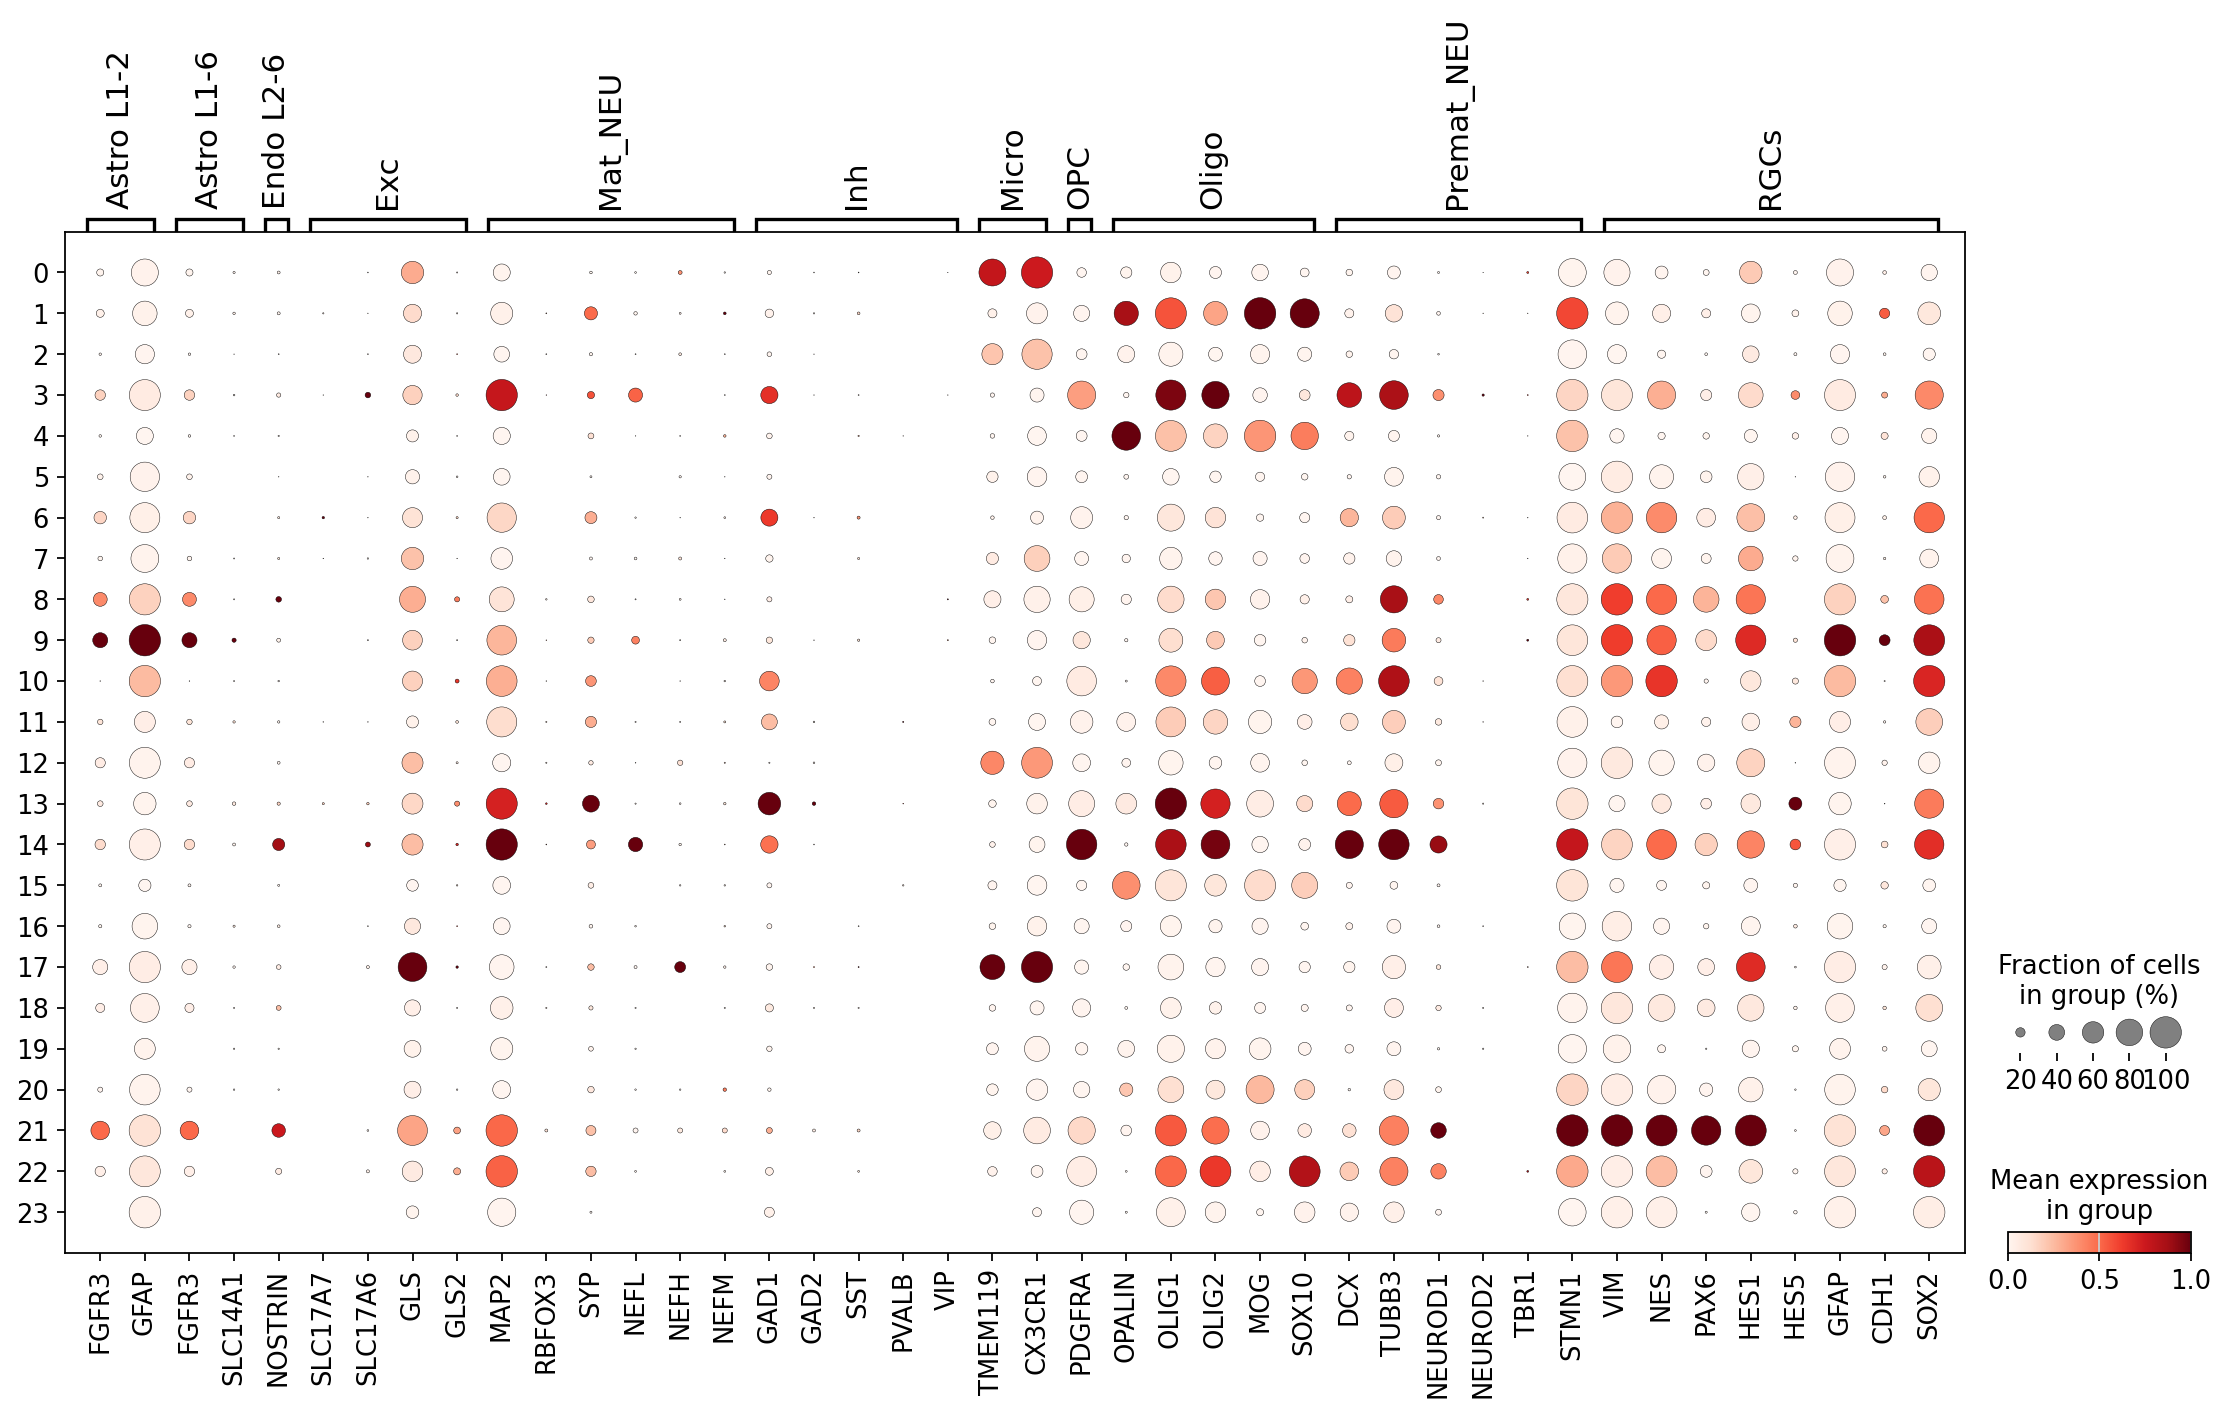 Astro L1-2
Astro L1-6
Endo L2-6
Exc
Mat_NEU
Inh
Micro
OPC
Oligo
Premat_NEU
RGCs
0
1
2
3
4
5
6
7
8
9
10
11
12
13
14
15
16
17
18
19
20
21
22
23
FGFR3
GFAP
FGFR3
SLC14A1
NOSTRIN
SLC17A7
SLC17A6
GLS
GLS2
MAP2
RBFOX3
SYP
NEFL
NEFH
NEFM
GAD1
GAD2
SST
PVALB
VIP
TMEM119
CX3CR1
PDGFRA
OPALIN
OLIG1
OLIG2
MOG
SOX10
DCX
TUBB3
NEUROD1
NEUROD2
TBR1
STMN1
VIM
NES
PAX6
HES1
HES5
GFAP
CDH1
SOX2
Fraction of cells
in group (%)
20 40 60 80 100
Mean expression
in group
0.0 0.5 1.0